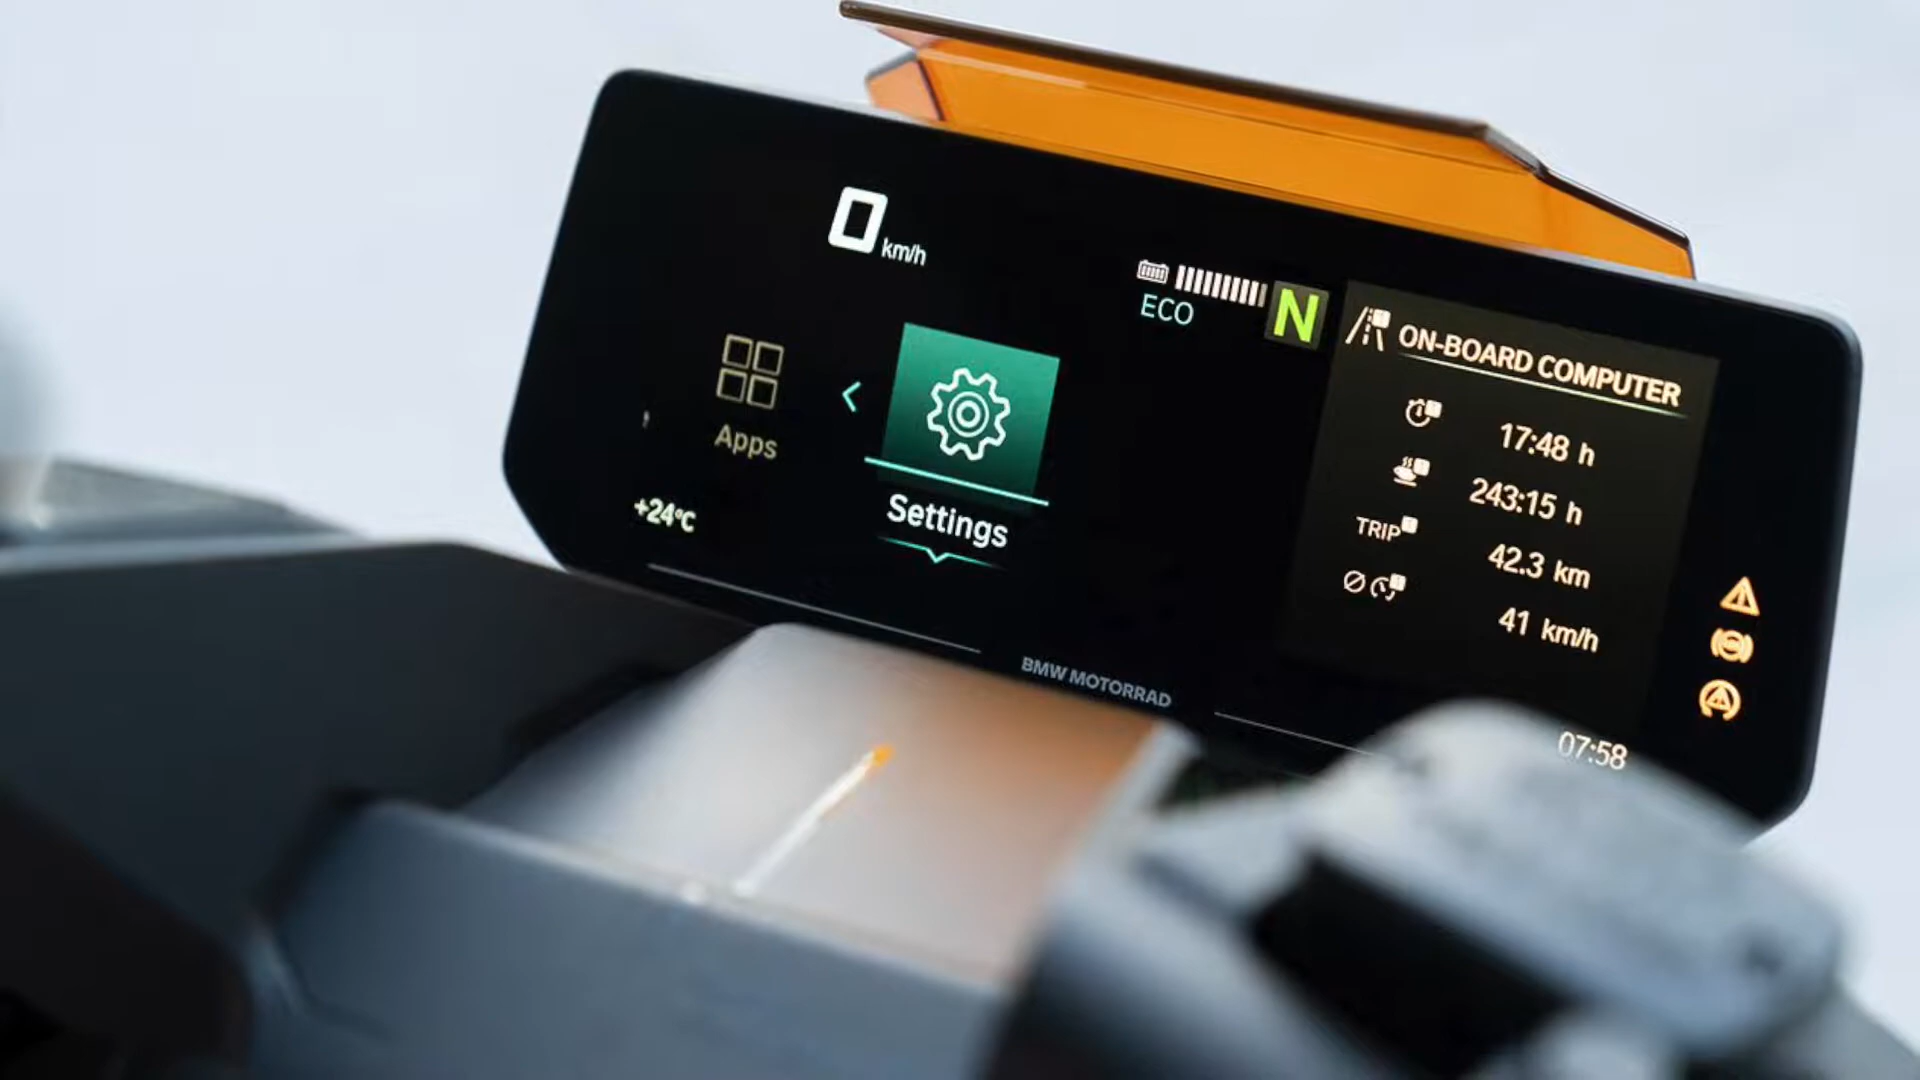 0 km/h
ECO
N
ON-BOARD COMPUTER
17:48 h
243:15 h
TRIP
42.3 km
41 km/h
Apps
Settings
+24°C
BMW MOTORRAD
07:58